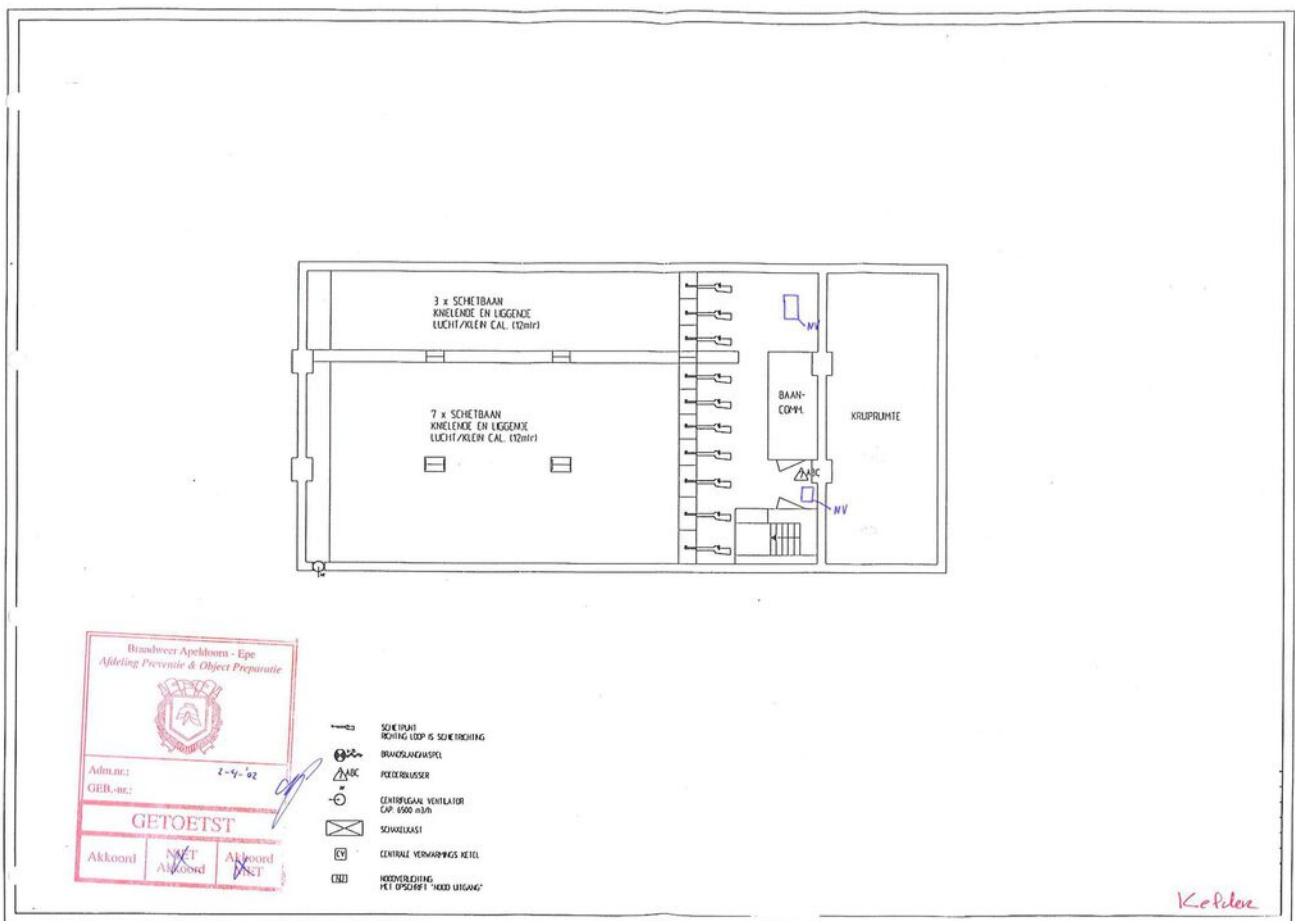 3 x SCHIETBAAN
KNIELENDE EN LIGGENDE
LUCHT/KLEIN CAL. (12mtr)
NV
BAAN-
COMM.
KRUIPRUIMTE
7 x SCHIETBAAN
KNIELENDE EN LIGGENDE
LUCHT/KLEIN CAL. (12mtr)
ABC
NV
Brandweer Apeldoorn - Epe
Afdeling Preventie & Object Preparatie
Adm.nr.: 2-4-'02
GEB.-nr.:
GETOETST
Akkoord
NIET
Akkoord
Akkoord
MET
SCHIETPUNT
RICHTING LOOP IS SCHIETRICHTING
BRANDSLANGHASPEL
ABC POEDERBLUSSER
CENTRIFUGAAL VENTILATOR
CAP. 6500 m3/h
SCHAKELKAST
CV CENTRALE VERWARMINGS KETEL
NOODVERLICHTING
MET OPSCHRIFT "NOOD UITGANG"
Kelder